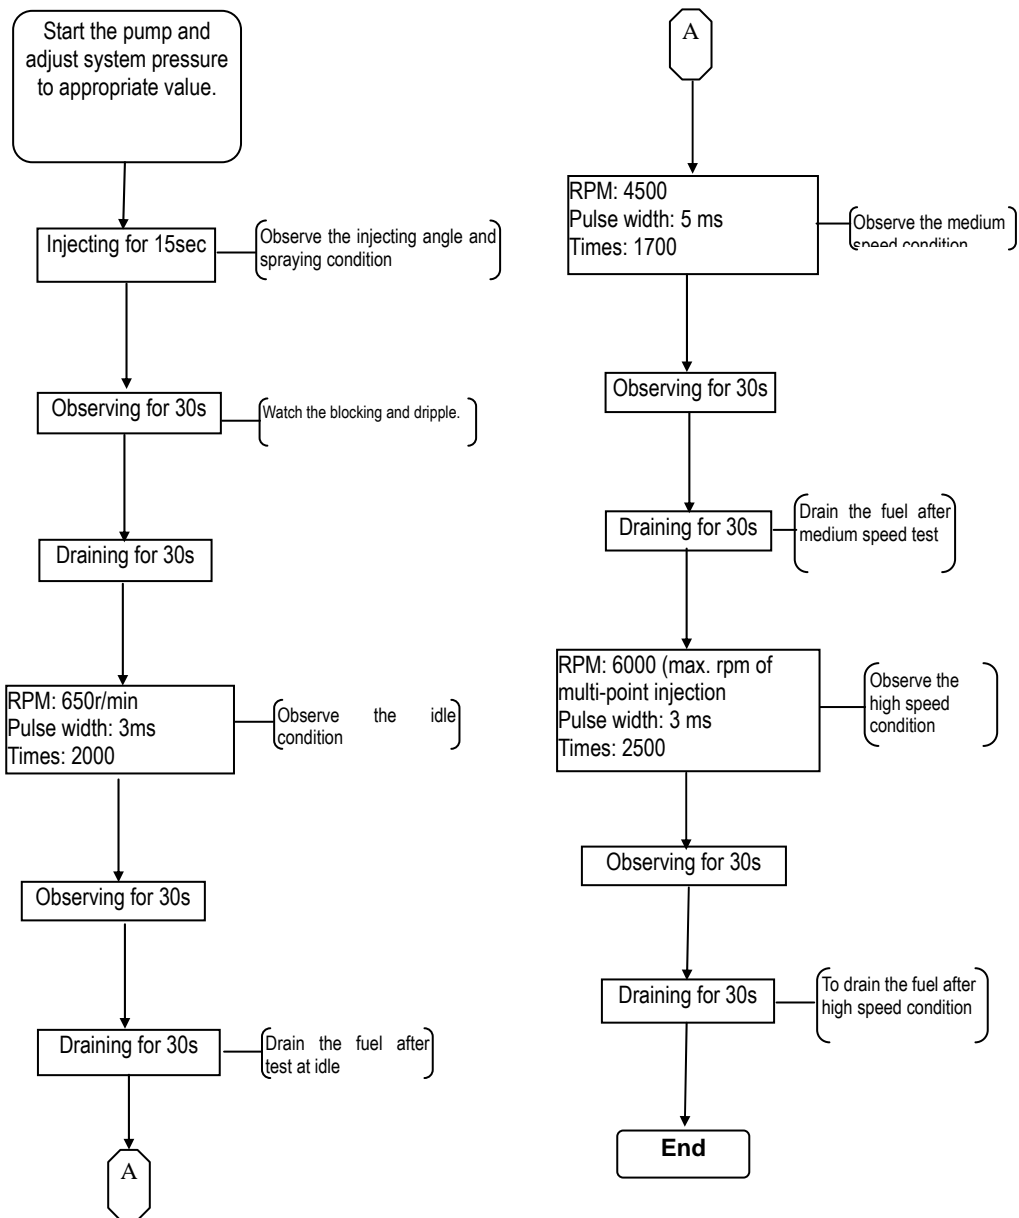 Start the pump and
adjust system pressure
to appropriate value.
Injecting for 15sec
Observe the injecting angle and
spraying condition
Observing for 30s
Watch the blocking and dripple.
Draining for 30s
RPM: 650r/min
Pulse width: 3ms
Times: 2000
Observe the idle
condition
Observing for 30s
Draining for 30s
Drain the fuel after
test at idle
A
A
RPM: 4500
Pulse width: 5 ms
Times: 1700
Observe the medium
speed condition
Observing for 30s
Draining for 30s
Drain the fuel after
medium speed test
RPM: 6000 (max. rpm of
multi-point injection
Pulse width: 3 ms
Times: 2500
Observe the
high speed
condition
Observing for 30s
Draining for 30s
To drain the fuel after
high speed condition
End